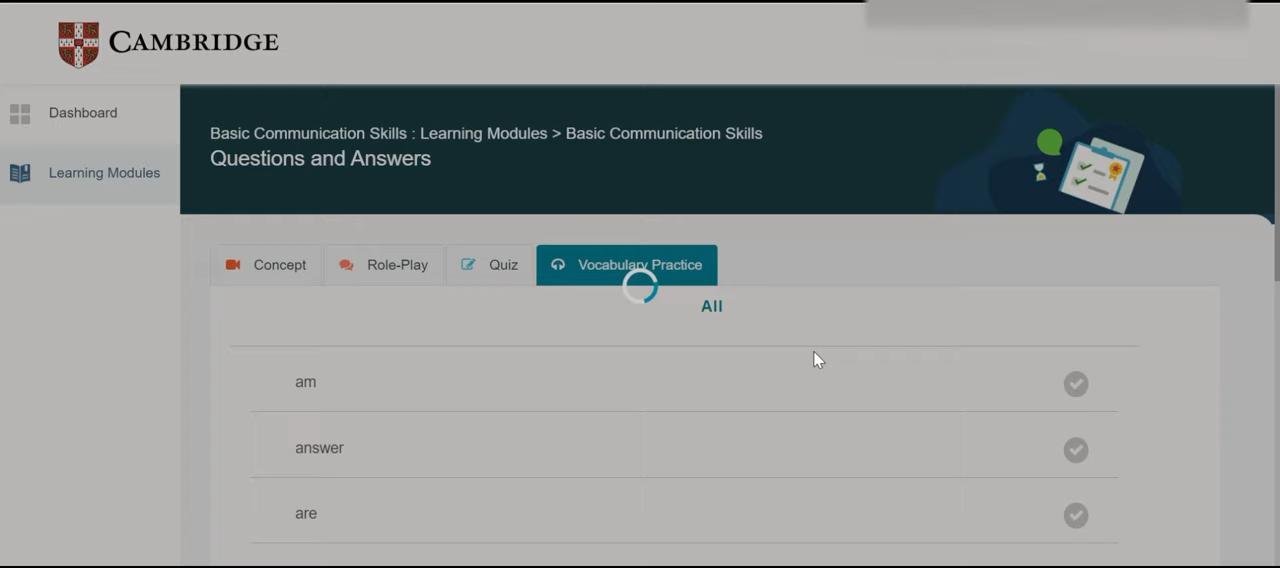 CAMBRIDGE
Dashboard
Learning Modules
Basic Communication Skills : Learning Modules > Basic Communication Skills
Questions and Answers
Concept
Role-Play
Quiz
Vocabulary Practice
All
am
answer
are